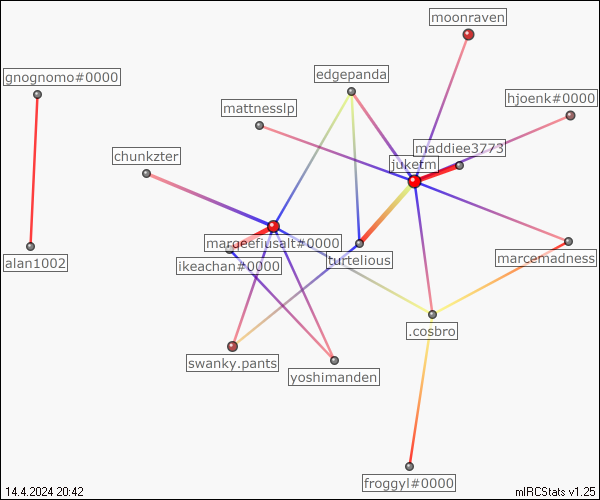 moonraven
gnognomo#0000
edgepanda
mattnesslp
hjoenk#0000
chunkzter
maddiee3773
juketm
marqeefiusalt#0000
alan1002
ikeachan#0000
turtelious
marcemadness
.cosbro
swanky.pants
yoshimanden
froggyl#0000
14.4.2024 20:42
mIRCStats v1.25